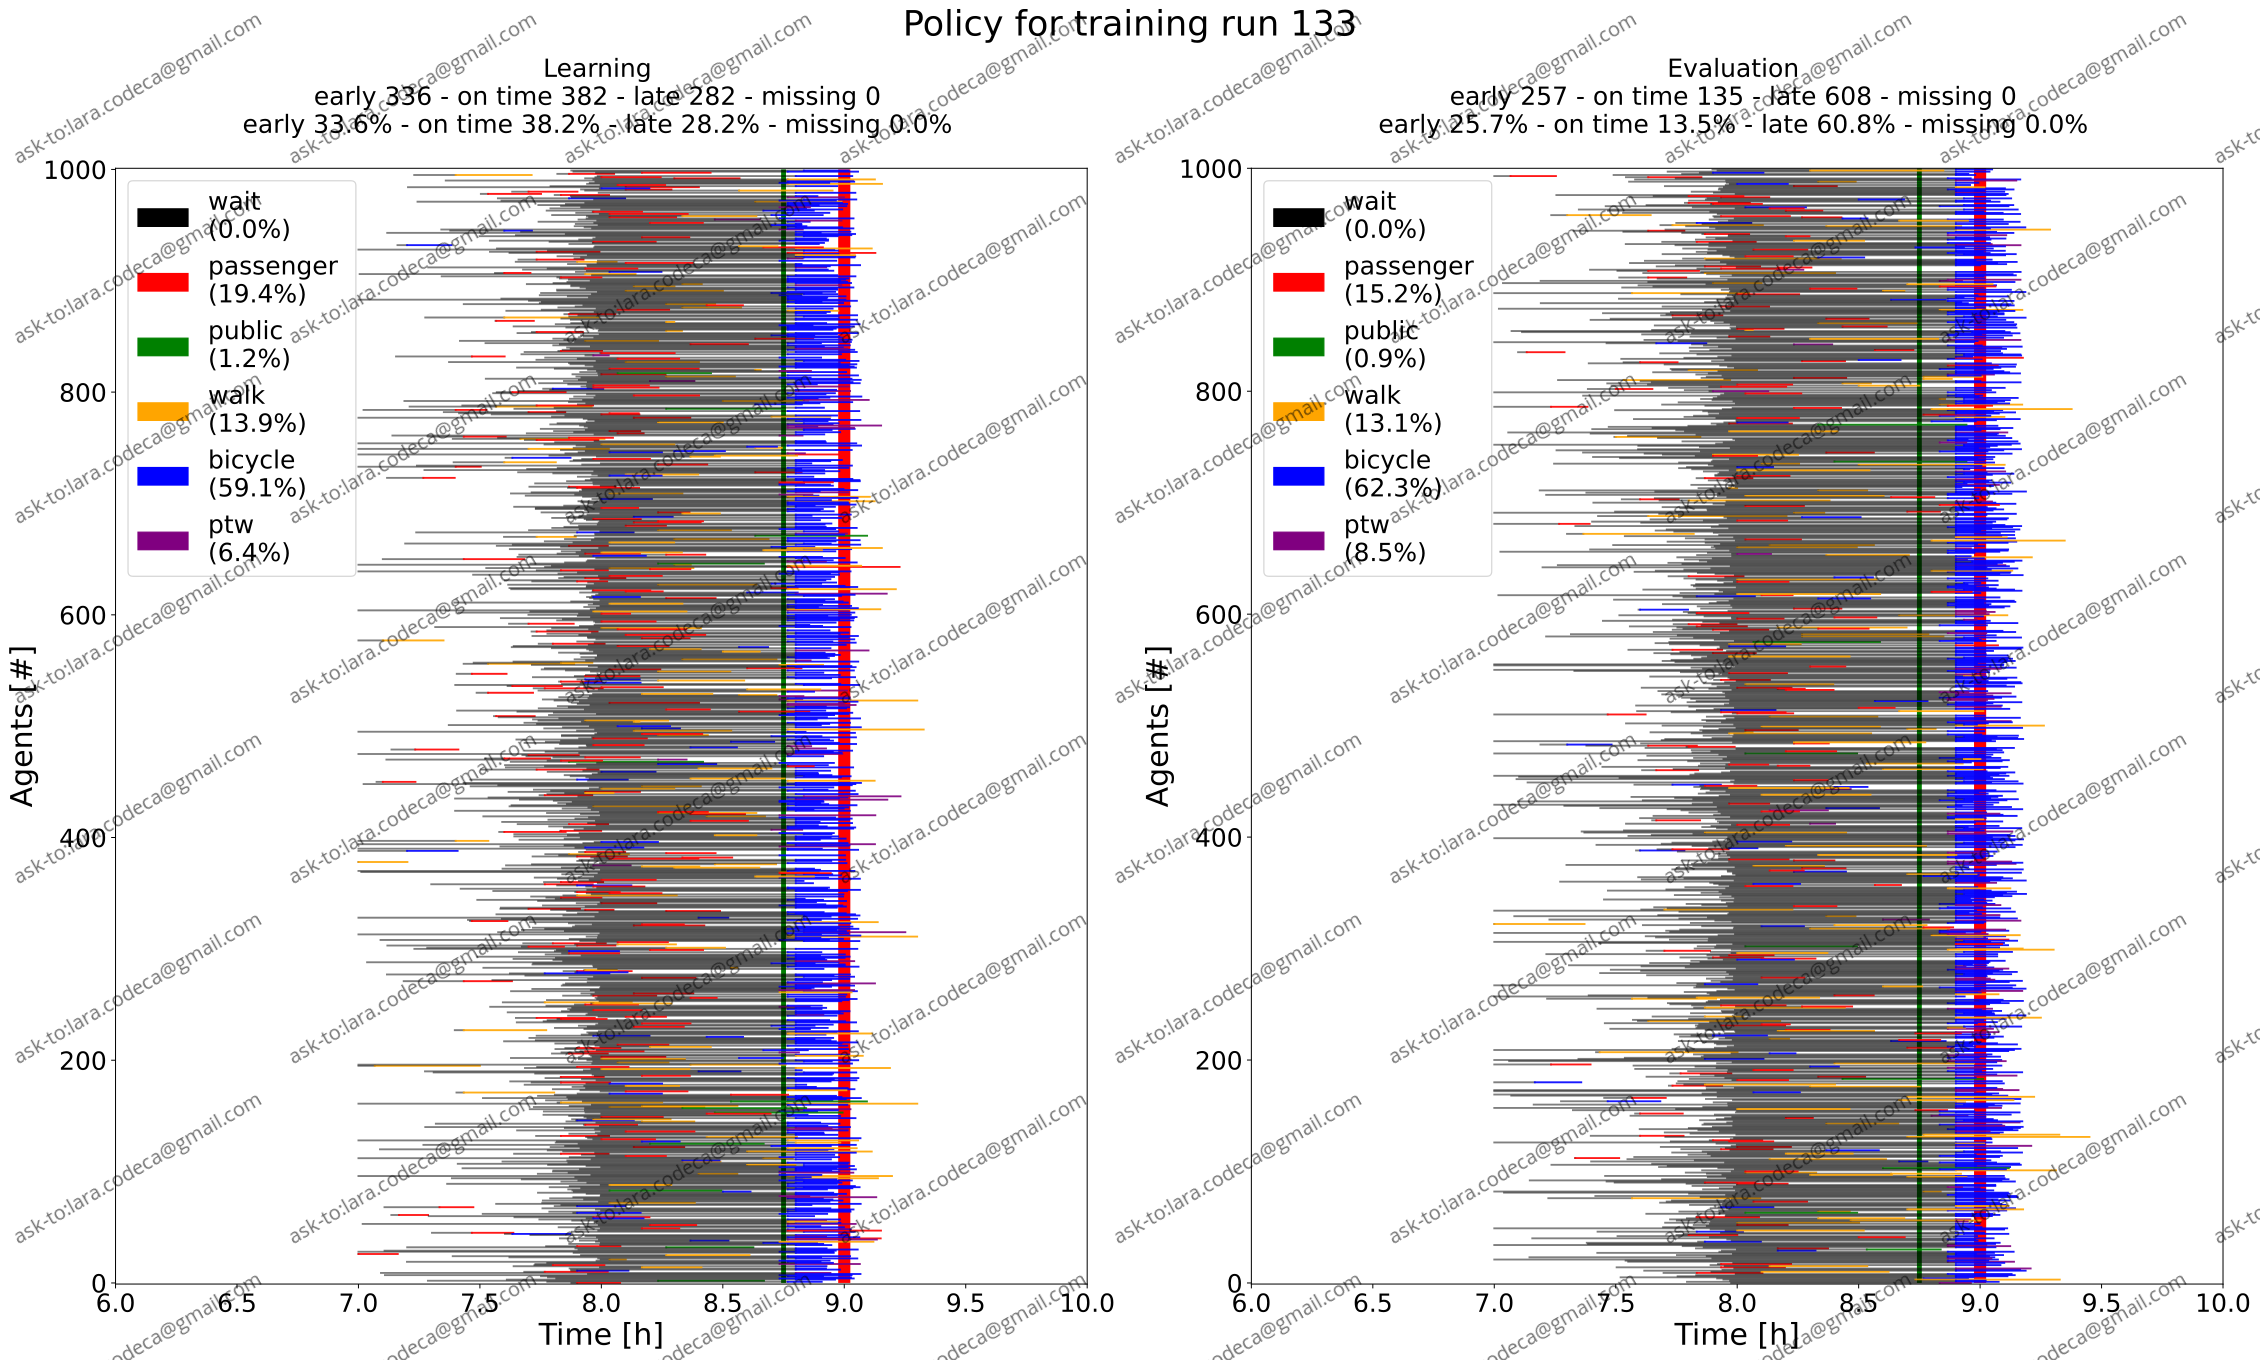 Policy for training run 133
Learning
early 336 - on time 382 - late 282 - missing 0
early 33.6% - on time 38.2% - late 28.2% - missing 0.0%
Agents [#]
1000
800
600
400
200
0
wait
(0.0%)
passenger
(19.4%)
public
(1.2%)
walk
(13.9%)
bicycle
(59.1%)
ptw
(6.4%)
6.0 6.5 7.0 7.5 8.0 8.5 9.0 9.5 10.0
Time [h]
Evaluation
early 257 - on time 135 - late 608 - missing 0
early 25.7% - on time 13.5% - late 60.8% - missing 0.0%
Agents [#]
1000
800
600
400
200
0
wait
(0.0%)
passenger
(15.2%)
public
(0.9%)
walk
(13.1%)
bicycle
(62.3%)
ptw
(8.5%)
6.0 6.5 7.0 7.5 8.0 8.5 9.0 9.5 10.0
Time [h]
ask-to:lara.codeca@gmail.com